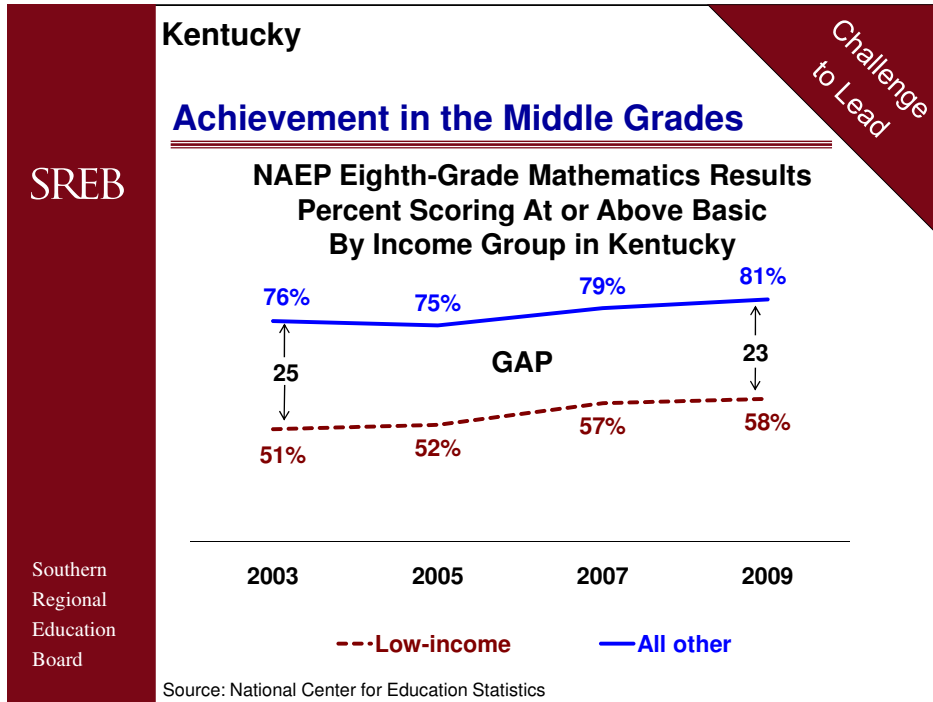 Kentucky
Challenge
to Lead
Achievement in the Middle Grades
SREB
NAEP Eighth-Grade Mathematics Results
Percent Scoring At or Above Basic
By Income Group in Kentucky
76%
75%
79%
81%
25
GAP
23
51%
52%
57%
58%
2003
2005
2007
2009
Low-income
All other
Southern
Regional
Education
Board
Source: National Center for Education Statistics